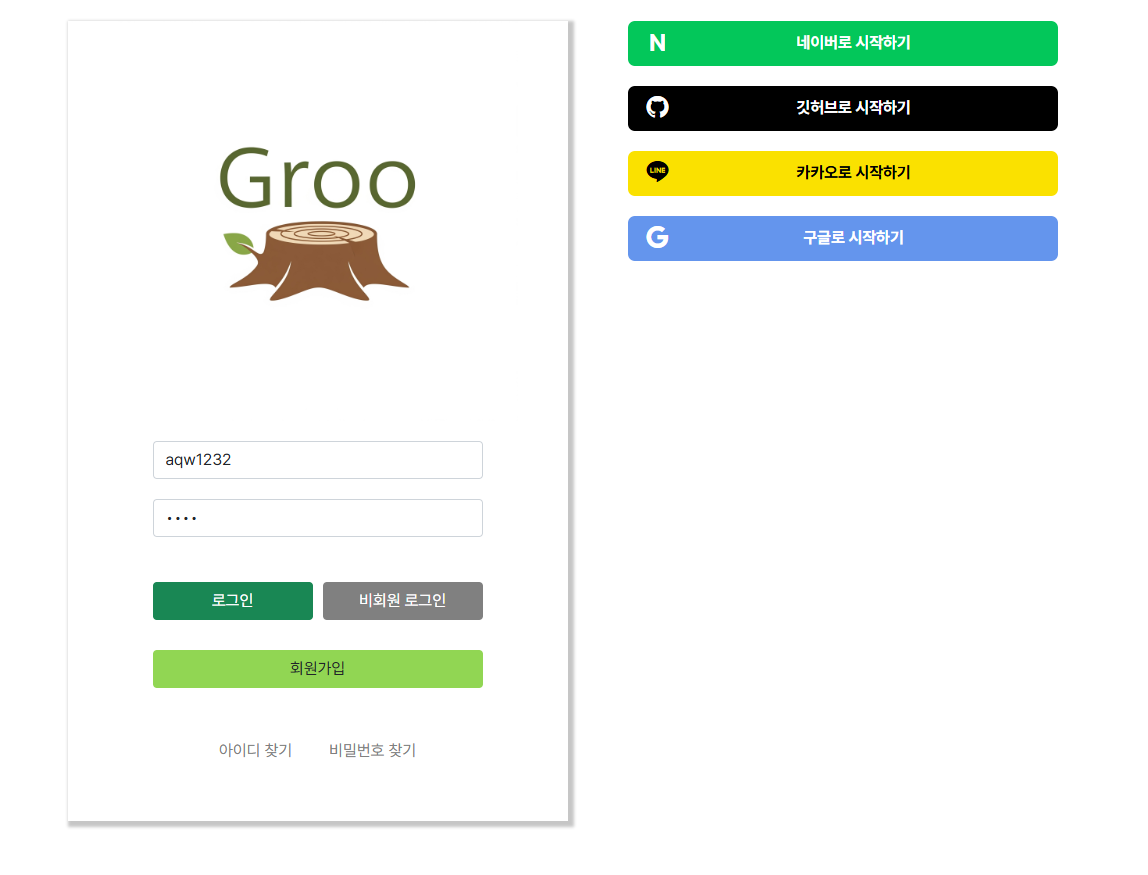 Groo
aqw1232
••••
로그인
비회원 로그인
회원가입
아이디 찾기
비밀번호 찾기
N
네이버로 시작하기
깃허브로 시작하기
LINE
카카오로 시작하기
G
구글로 시작하기